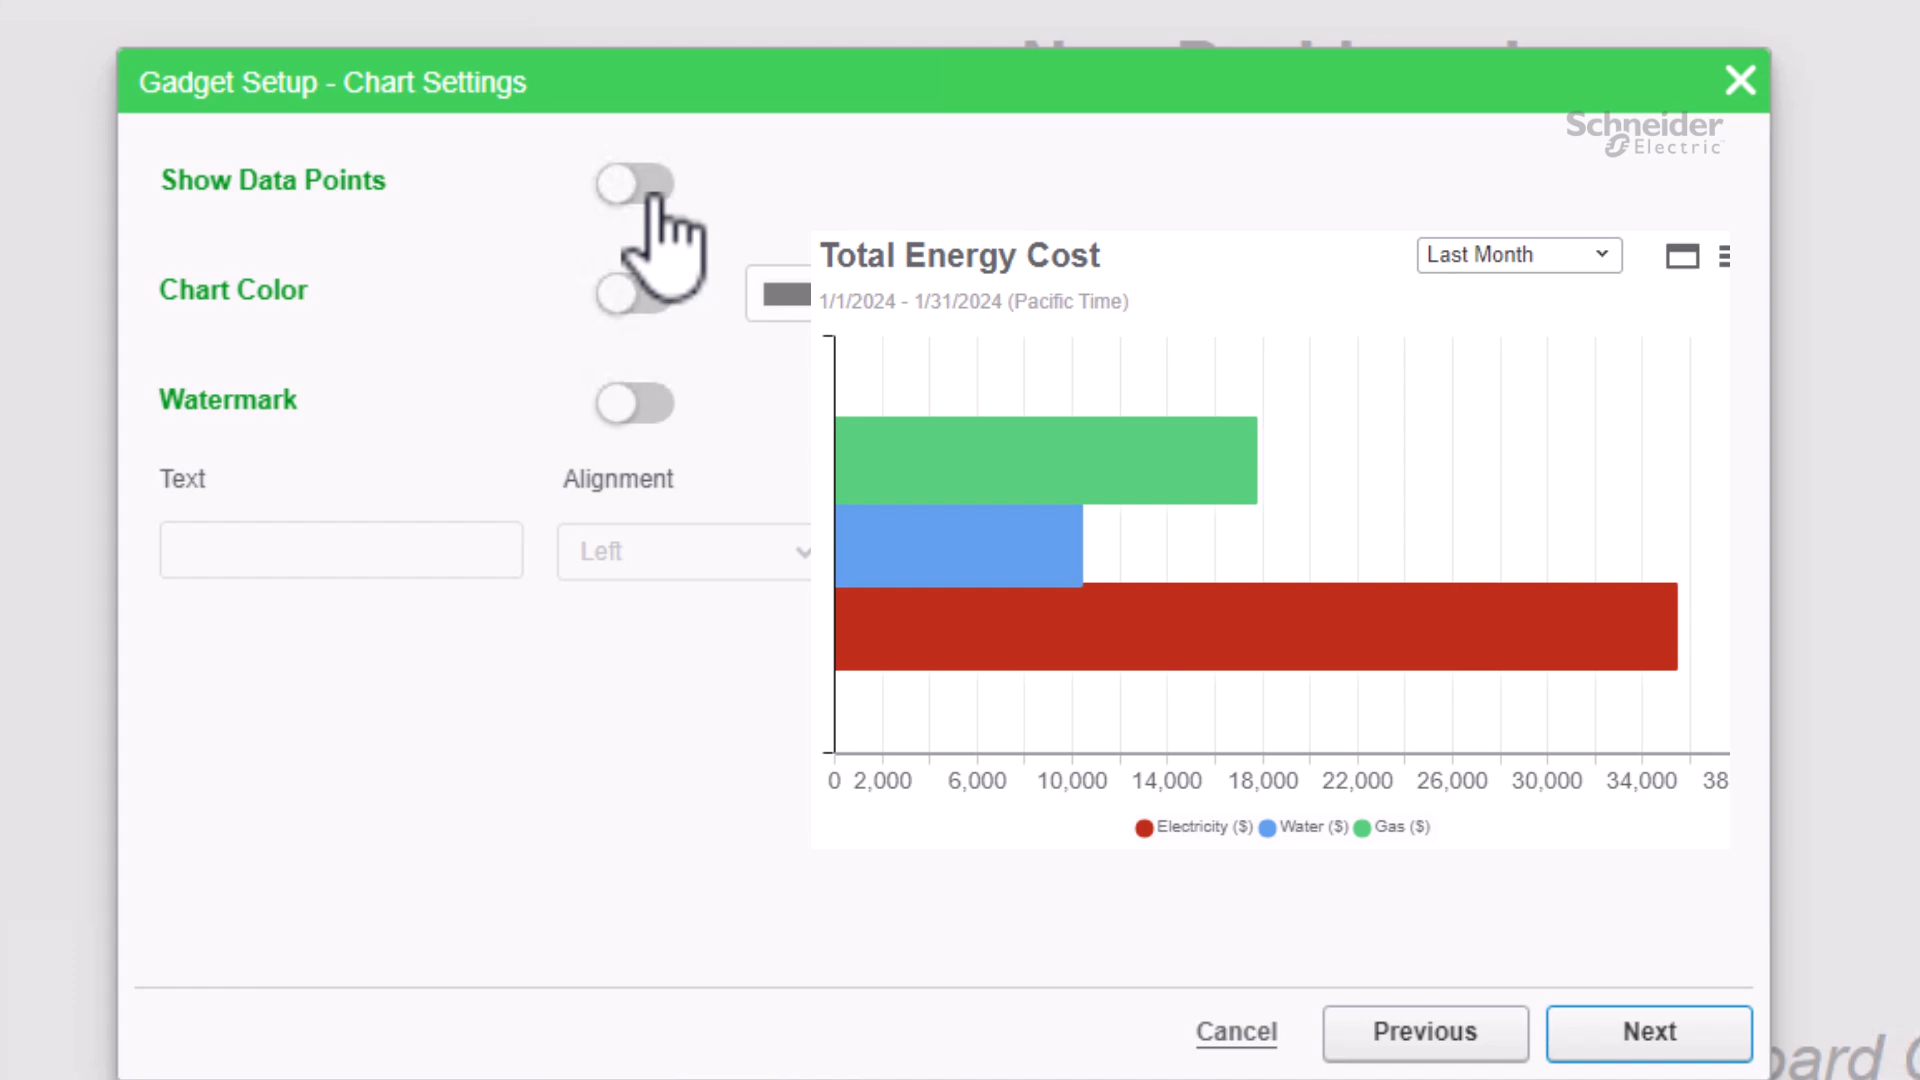 Gadget Setup - Chart Settings
Schneider
Electric
Show Data Points
Total Energy Cost
Last Month
Chart Color
1/1/2024 - 1/31/2024 (Pacific Time)
Watermark
Text
Alignment
Left
0 2,000 6,000 10,000 14,000 18,000 22,000 26,000 30,000 34,000 38
Electricity ($) Water ($) Gas ($)
Cancel
Previous
Next